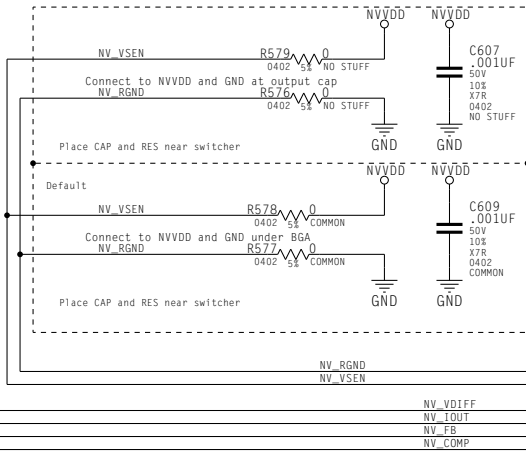 NVVDD NVVDD
NV_VSEN R579 0
0402 5% NO STUFF
C607
.001UF
50V
10%
X7R
0402
NO STUFF
Connect to NVVDD and GND at output cap
NV_RGND R576 0
0402 5% NO STUFF
GND GND
Place CAP and RES near switcher
NVVDD NVVDD
Default
NV_VSEN R578 0
0402 5% COMMON
C609
.001UF
50V
10%
X7R
0402
COMMON
Connect to NVVDD and GND under BGA
NV_RGND R577 0
0402 5% COMMON
GND GND
Place CAP and RES near switcher
NV_RGND
NV_VSEN
NV_VDIFF
NV_IOUT
NV_FB
NV_COMP